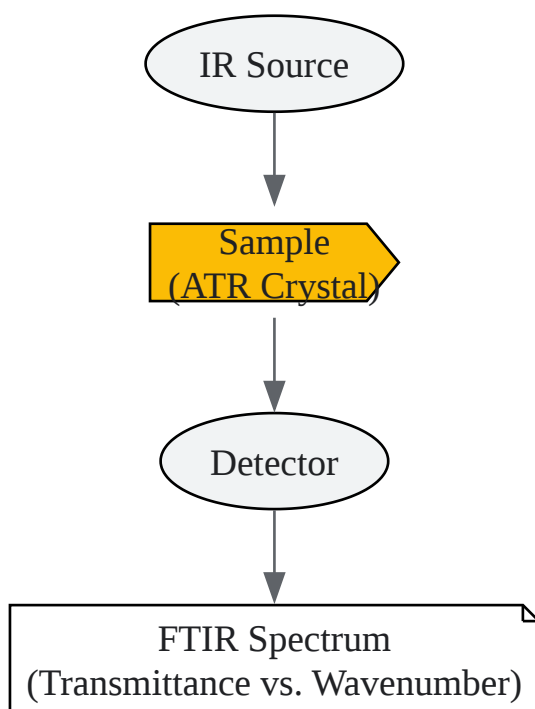 IR Source
Sample
(ATR Crystal)
Detector
FTIR Spectrum
(Transmittance vs. Wavenumber)